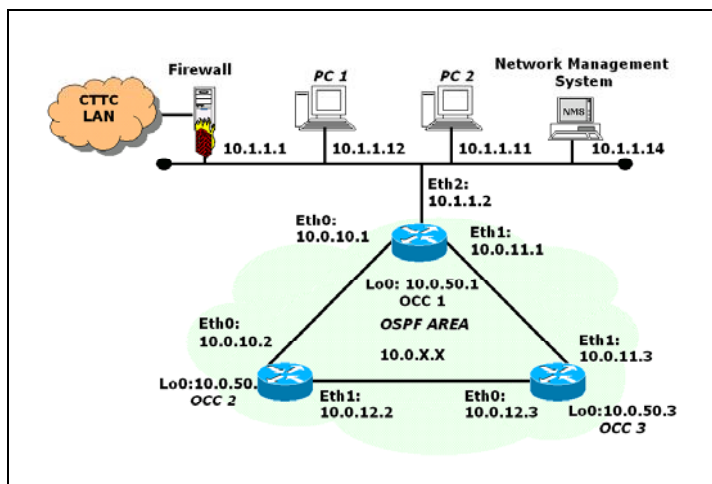 Network Management
System
Firewall
PC 1
PC 2
CTTC
LAN
NMS
10.1.1.1
10.1.1.12
10.1.1.11
10.1.1.14
Eth2:
10.1.1.2
Eth0:
10.0.10.1
Eth1:
10.0.11.1
Lo0: 10.0.50.1
OCC 1
OSPF AREA
10.0.X.X
Eth0:
10.0.10.2
Eth1:
10.0.11.3
Lo0:10.0.50.
OCC 2
Eth1:
10.0.12.2
Eth0:
10.0.12.3
Lo0:10.0.50.3
OCC 3